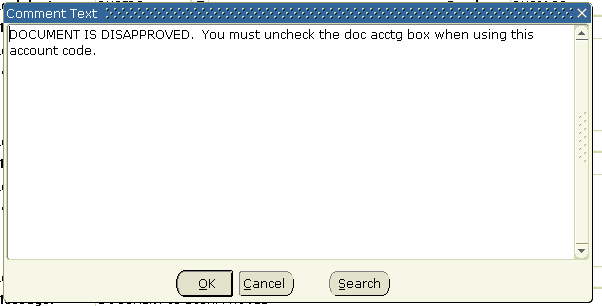 Comment Text
DOCUMENT IS DISAPPROVED.  You must uncheck the doc acctg box when using this
account code.
OK Cancel Search